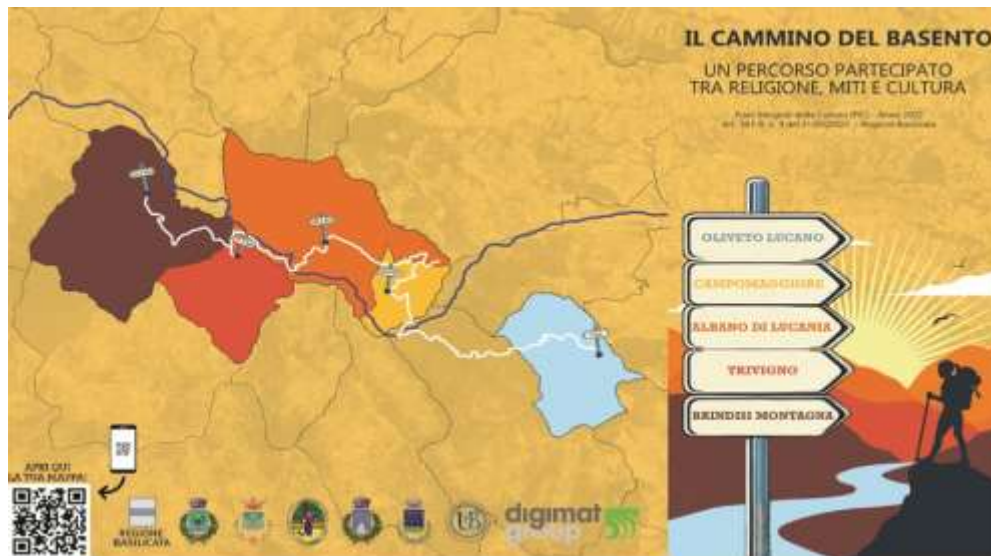 IL CAMMINO DEL BASENTO
UN PERCORSO PARTECIPATO
TRA RELIGIONE, MITI E CULTURA
OLIVETO LUCANO
CAMPOMAGGIORE
ALBANO DI LUCANIA
TRIVIGNO
BRINDISI MONTAGNA
APRI QUI
LA TUA MAPPA!
REGIONE
BASILICATA
digimat
group